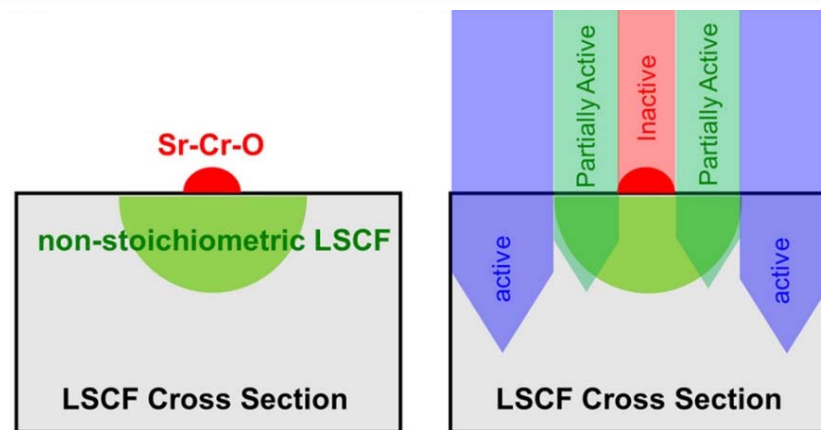 Sr-Cr-O
non-stoichiometric LSCF
LSCF Cross Section
Partially Active
Inactive
Partially Active
active
active
LSCF Cross Section